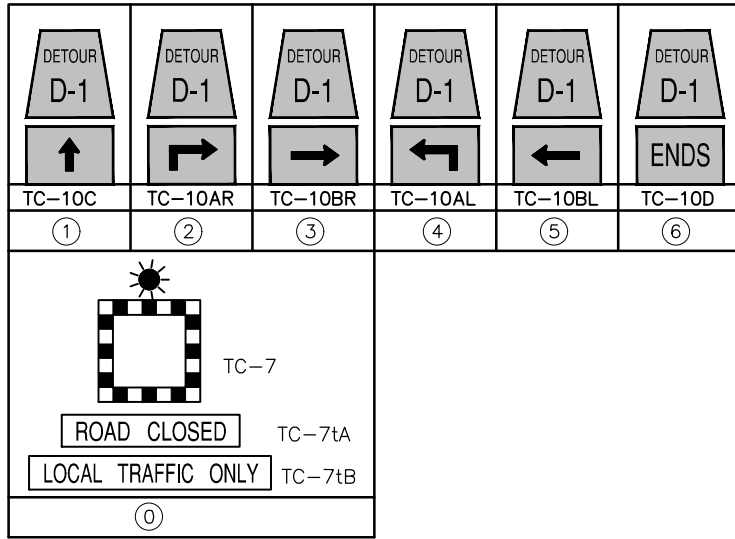 DETOUR DETOUR DETOUR DETOUR DETOUR DETOUR
D-1 D-1 D-1 D-1 D-1 D-1
ENDS
TC-10C TC-10AR TC-10BR TC-10AL TC-10BL TC-10D
1 2 3 4 5 6
TC-7
ROAD CLOSED TC-7tA
LOCAL TRAFFIC ONLY TC-7tB
0